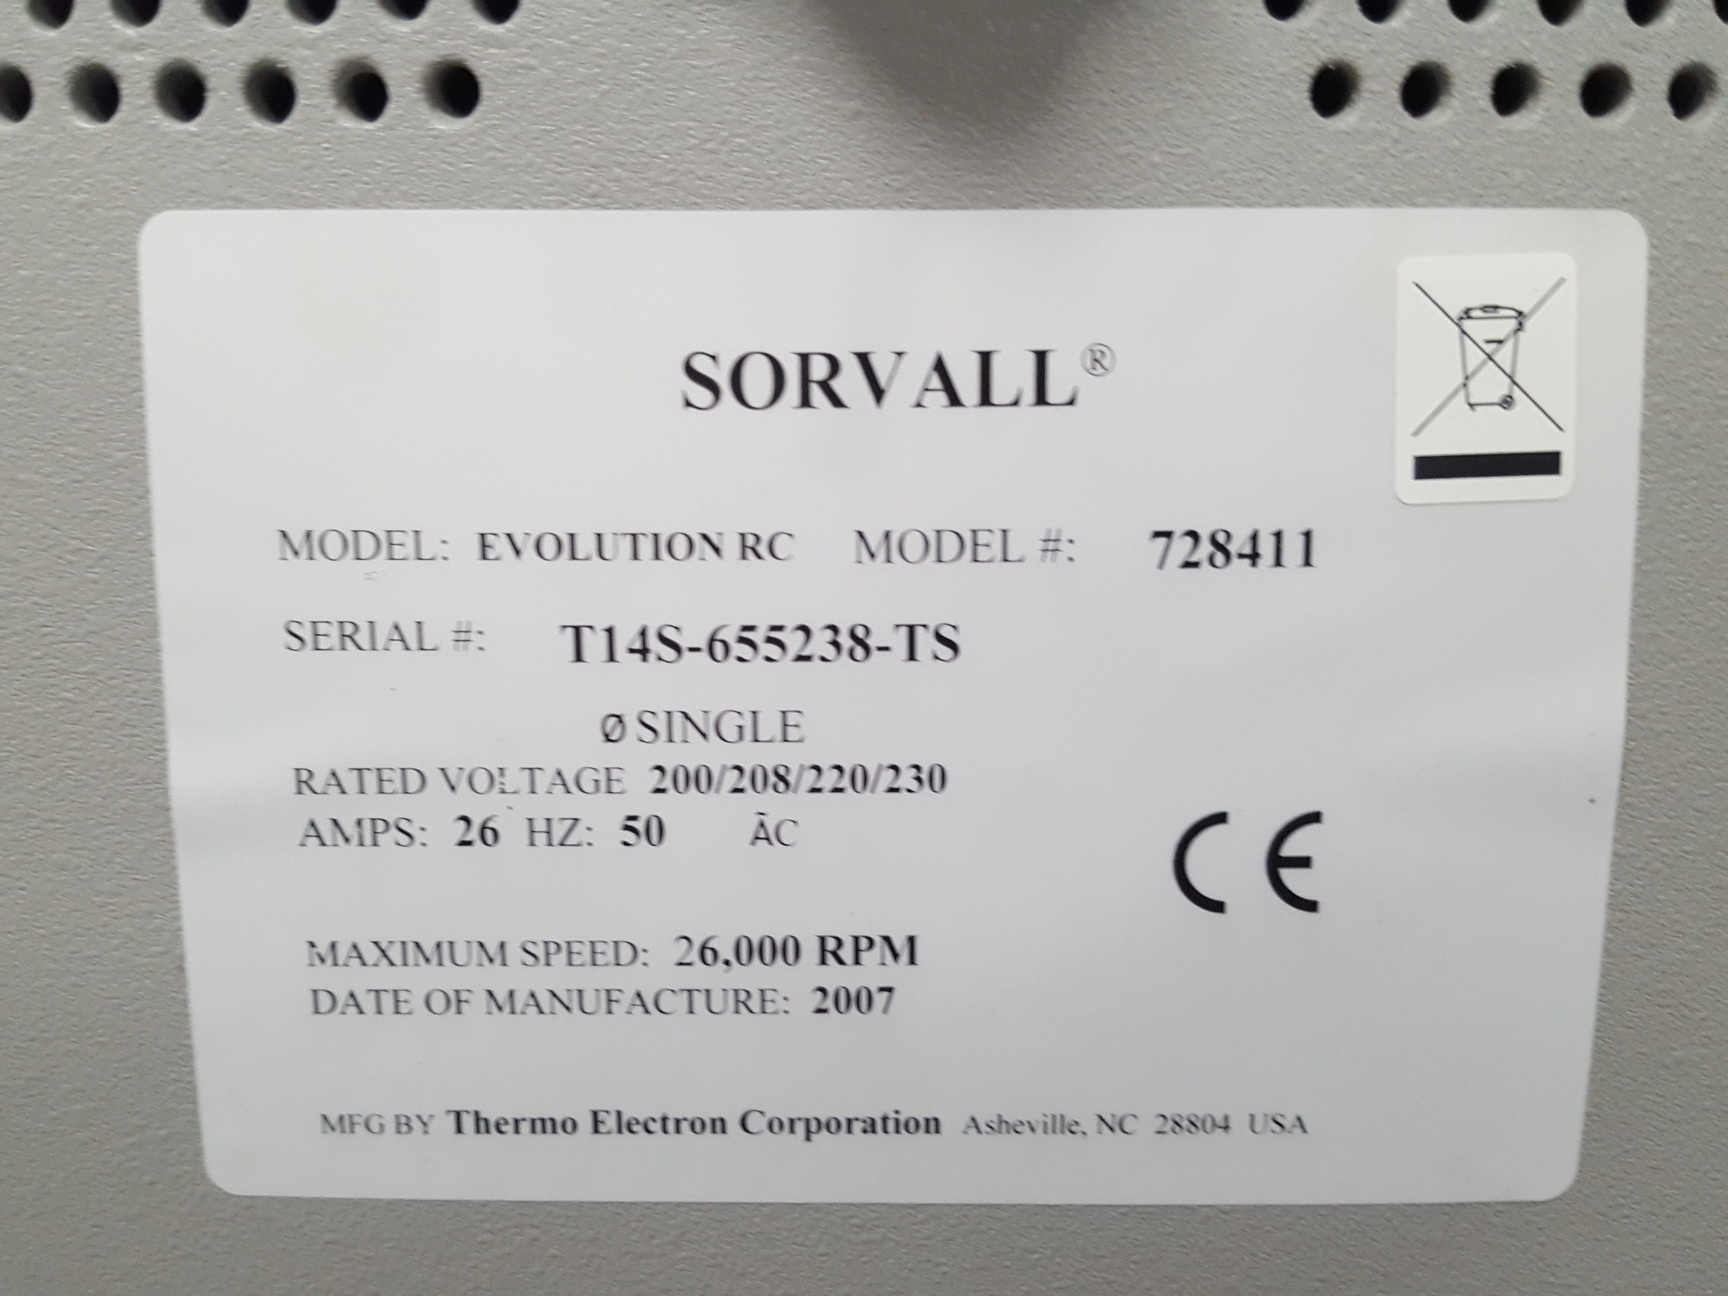 SORVALL®
MODEL: EVOLUTION RC MODEL #: 728411
SERIAL #: T14S-655238-TS
Ø SINGLE
RATED VOLTAGE 200/208/220/230
AMPS: 26 HZ: 50 ÃC
CE
MAXIMUM SPEED: 26,000 RPM
DATE OF MANUFACTURE: 2007
MFG BY Thermo Electron Corporation Asheville, NC 28804 USA